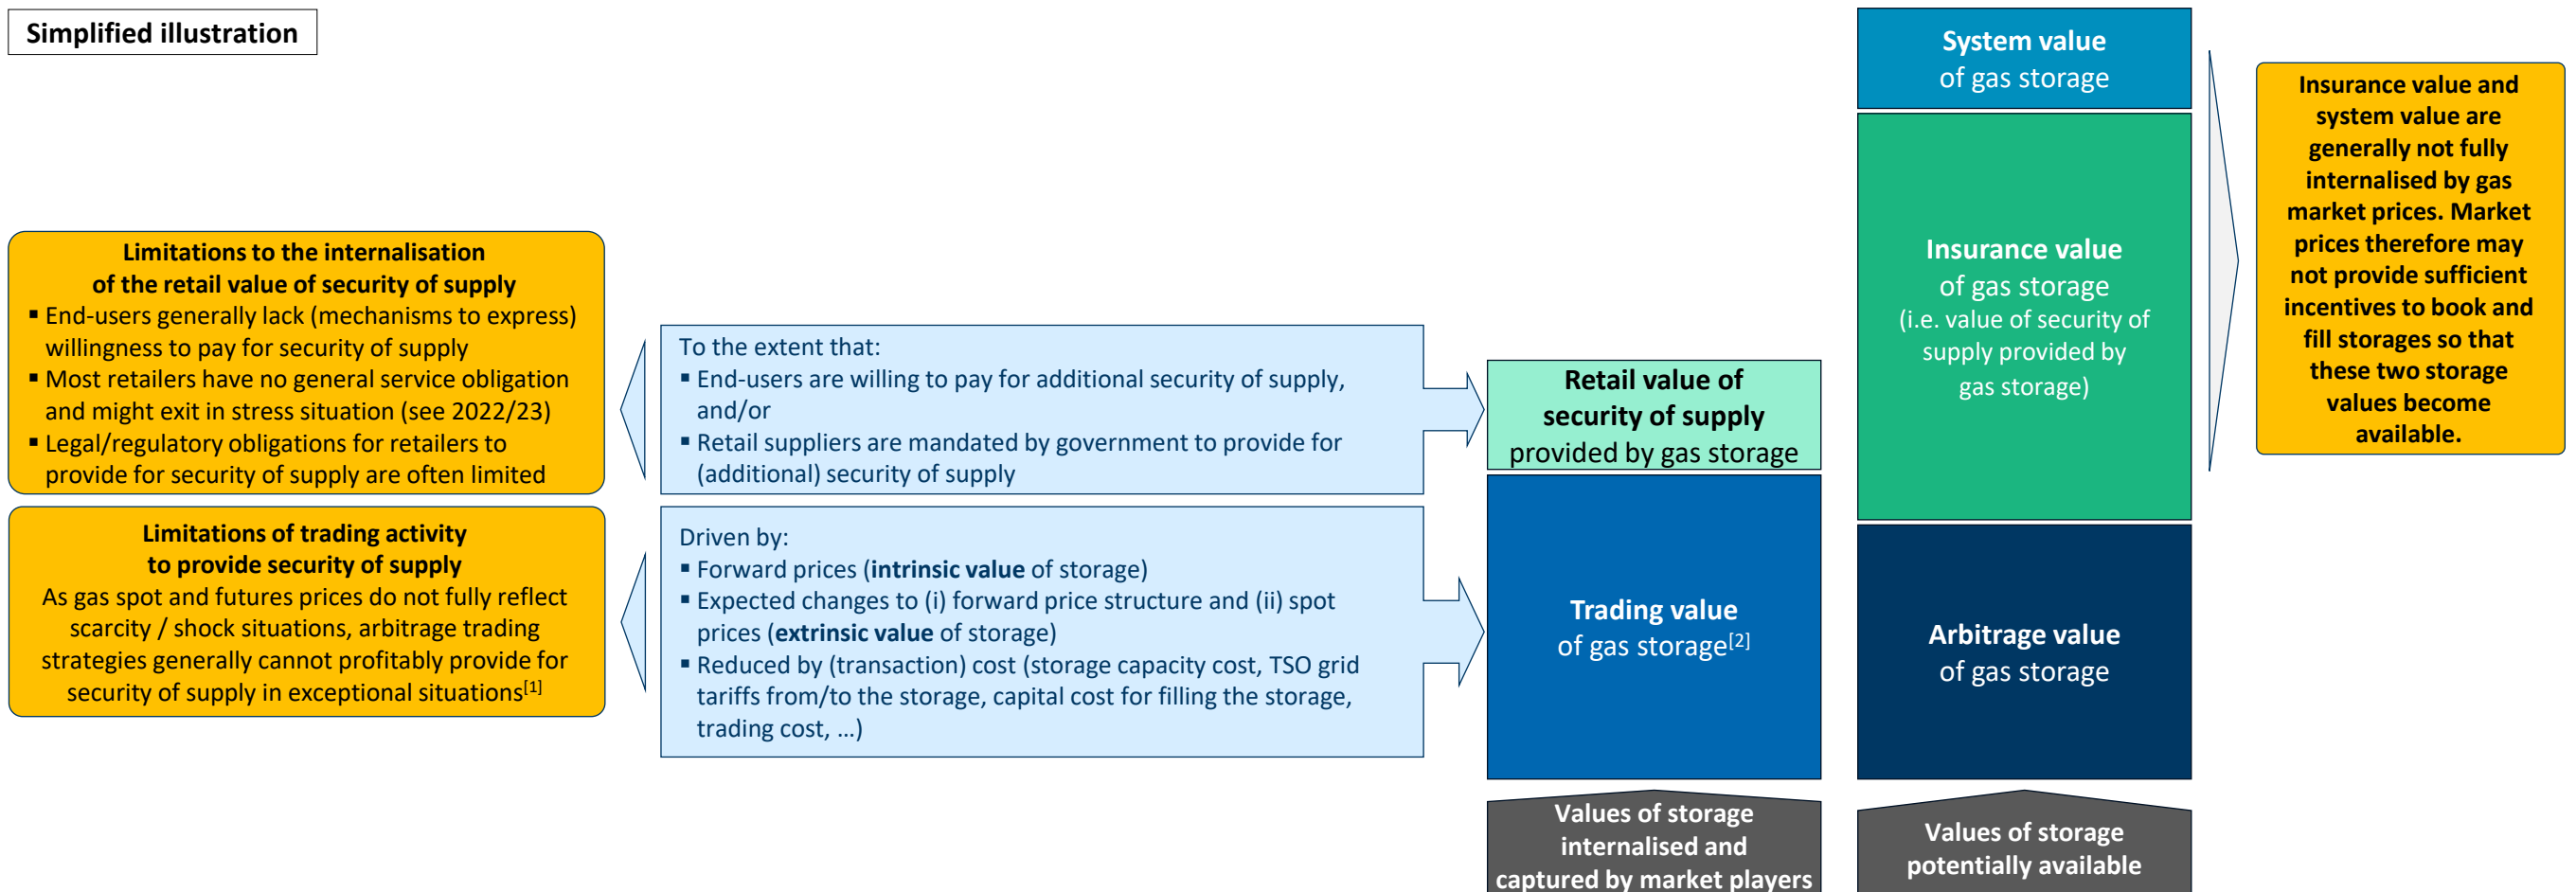 Simplified illustration
Limitations to the internalisation
of the retail value of security of supply
▪ End-users generally lack (mechanisms to express)
willingness to pay for security of supply
▪ Most retailers have no general service obligation
and might exit in stress situation (see 2022/23)
▪ Legal/regulatory obligations for retailers to
provide for security of supply are often limited
Limitations of trading activity
to provide security of supply
As gas spot and futures prices do not fully reflect
scarcity / shock situations, arbitrage trading
strategies generally cannot profitably provide for
security of supply in exceptional situations[1]
To the extent that:
▪ End-users are willing to pay for additional security of supply,
and/or
▪ Retail suppliers are mandated by government to provide for
(additional) security of supply
Driven by:
▪ Forward prices (intrinsic value of storage)
▪ Expected changes to (i) forward price structure and (ii) spot
prices (extrinsic value of storage)
▪ Reduced by (transaction) cost (storage capacity cost, TSO grid
tariffs from/to the storage, capital cost for filling the storage,
trading cost, …)
Retail value of
security of supply
provided by gas storage
Trading value
of gas storage[2]
Values of storage
internalised and
captured by market players
System value
of gas storage
Insurance value
of gas storage
(i.e. value of security of
supply provided by
gas storage)
Arbitrage value
of gas storage
Values of storage
potentially available
Insurance value and
system value are
generally not fully
internalised by gas
market prices. Market
prices therefore may
not provide sufficient
incentives to book and
fill storages so that
these two storage
values become
available.